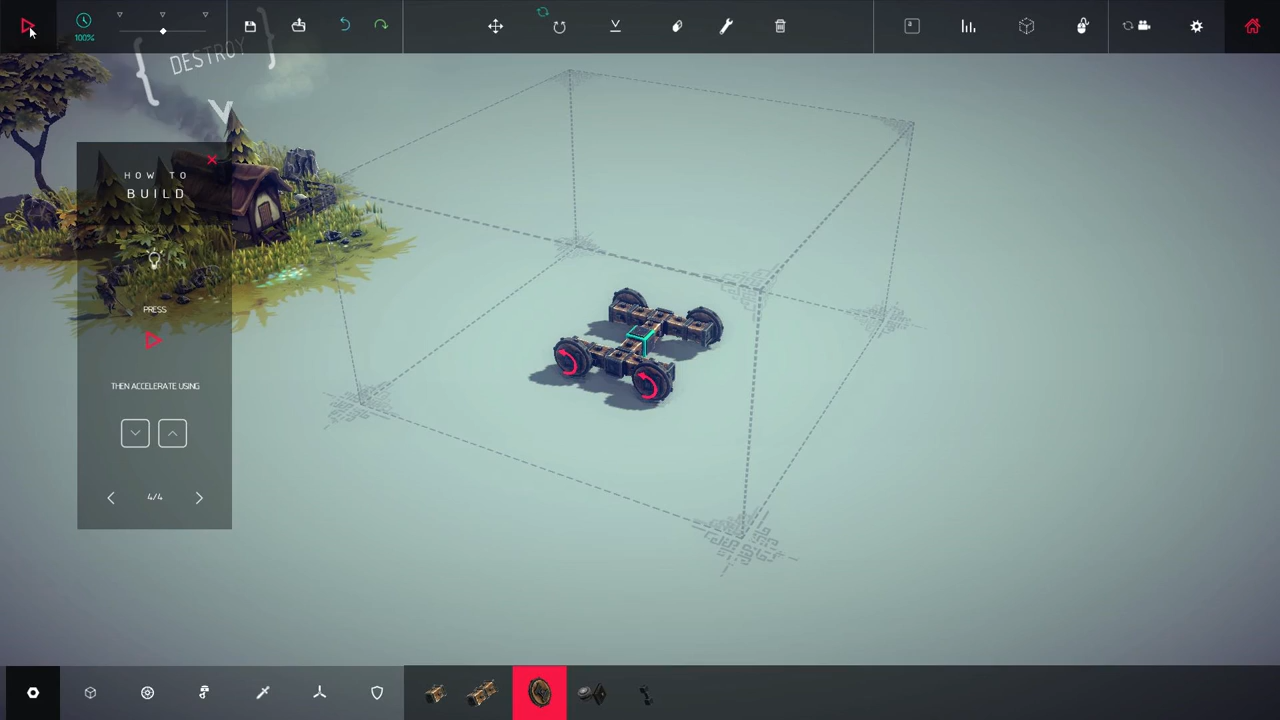 100%
{ DESTROY }
HOW TO
BUILD
PRESS
THEN ACCELERATE USING
4/4